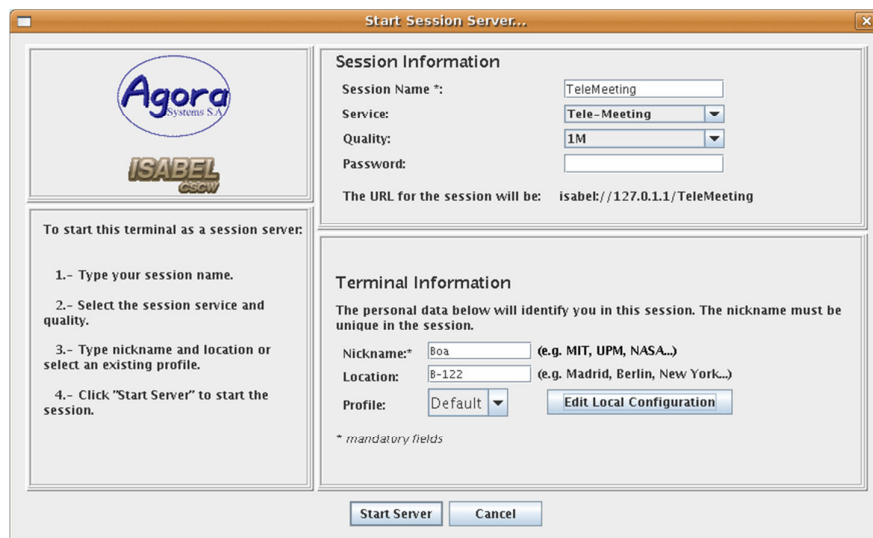 Start Session Server...
Agora
Systems S.A
ISABEL
CSCW
To start this terminal as a session server:
1.- Type your session name.
2.- Select the session service and
quality.
3.- Type nickname and location or
select an existing profile.
4.- Click "Start Server" to start the
session.
Session Information
Session Name *: TeleMeeting
Service: Tele-Meeting
Quality: 1M
Password:
The URL for the session will be: isabel://127.0.1.1/TeleMeeting
Terminal Information
The personal data below will identify you in this session. The nickname must be
unique in the session.
Nickname:* Boa (e.g. MIT, UPM, NASA...)
Location: B-122 (e.g. Madrid, Berlin, New York...)
Profile: Default Edit Local Configuration
* mandatory fields
Start Server Cancel